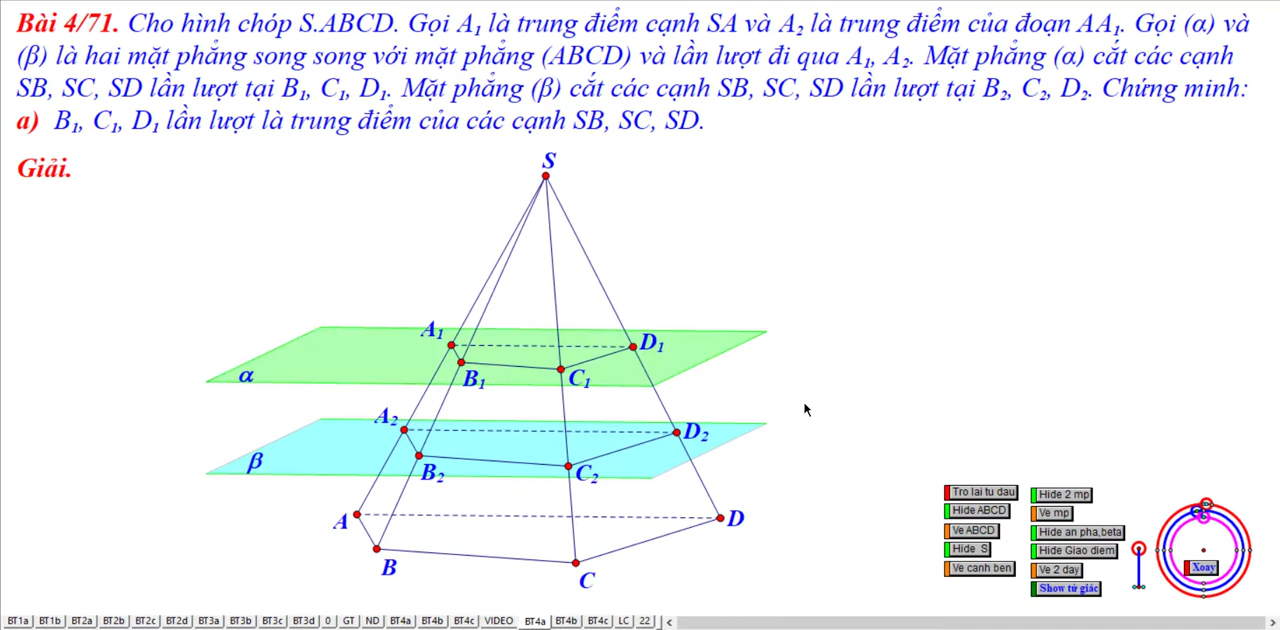 Bài 4/71. Cho hình chóp S.ABCD. Gọi A₁ là trung điểm cạnh SA và A₂ là trung điểm của đoạn AA₁. Gọi (α) và
(β) là hai mặt phẳng song song với mặt phẳng (ABCD) và lần lượt đi qua A₁, A₂. Mặt phẳng (α) cắt các cạnh
SB, SC, SD lần lượt tại B₁, C₁, D₁. Mặt phẳng (β) cắt các cạnh SB, SC, SD lần lượt tại B₂, C₂, D₂. Chứng minh:
a) B₁, C₁, D₁ lần lượt là trung điểm của các cạnh SB, SC, SD.
Giải.
S
A₁
D₁
α
B₁
C₁
A₂
D₂
β
B₂
C₂
A
D
B
C
Tro lai tu dau
Hide 2 mp
Hide ABCD
Ve mp
Ve ABCD
Hide an pha,beta
Hide S
Hide Giao diem
Ve canh ben
Ve 2 day
Show tứ giác
Xoay
BT1a BT1b BT2a BT2b BT2c BT2d BT3a BT3b BT3c BT3d 0 GT ND BT4a BT4b BT4c VIDEO BT4a BT4b BT4c LC 22